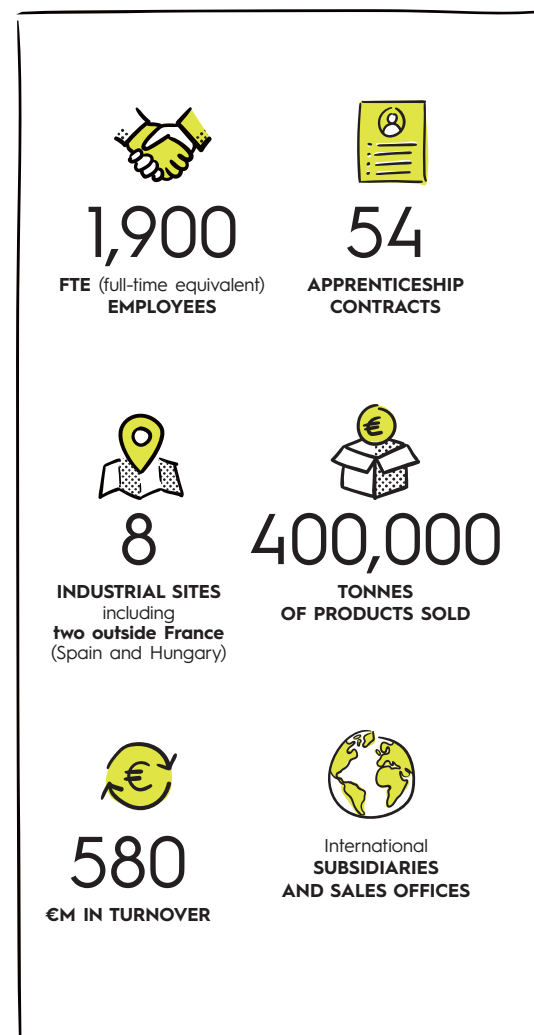 1,900
FTE (full-time equivalent)
EMPLOYEES
54
APPRENTICESHIP
CONTRACTS
8
INDUSTRIAL SITES
including
two outside France
(Spain and Hungary)
€
400,000
TONNES
OF PRODUCTS SOLD
€
580
€M IN TURNOVER
International
SUBSIDIARIES
AND SALES OFFICES